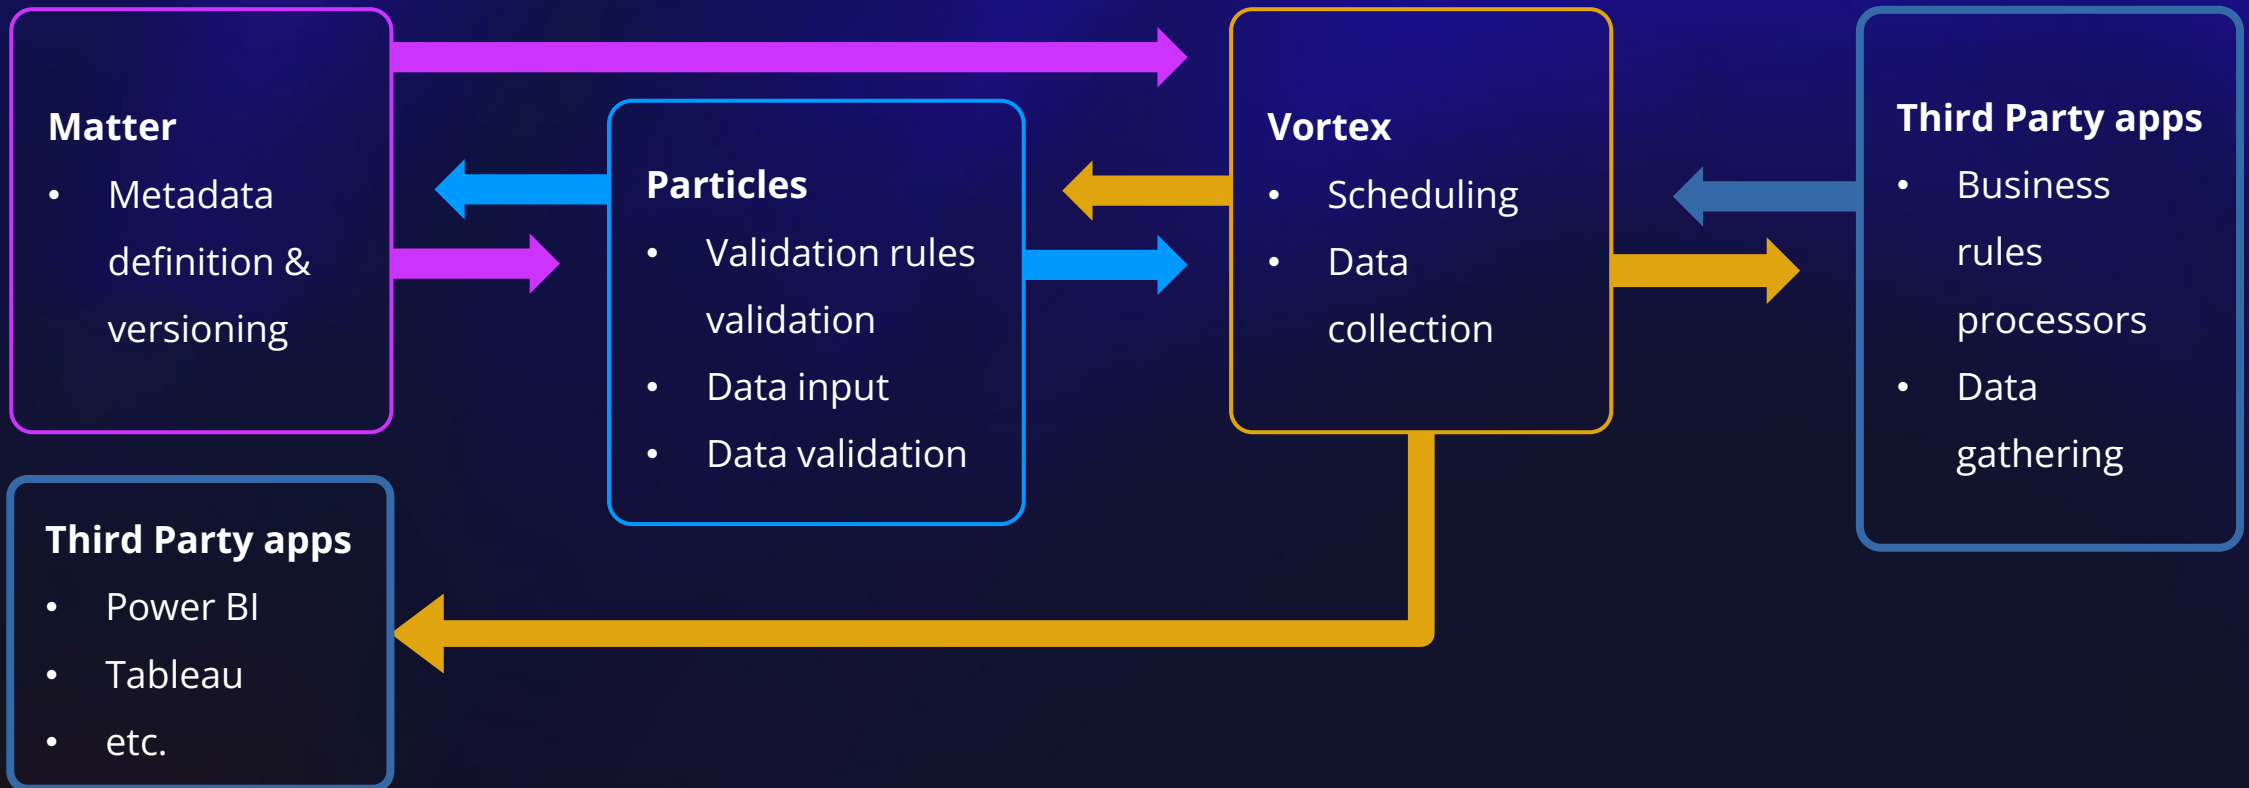 Matter
• Metadata
definition &
versioning
Particles
• Validation rules
validation
• Data input
• Data validation
Vortex
• Scheduling
• Data
collection
Third Party apps
• Business
rules
processors
• Data
gathering
Third Party apps
• Power BI
• Tableau
• etc.